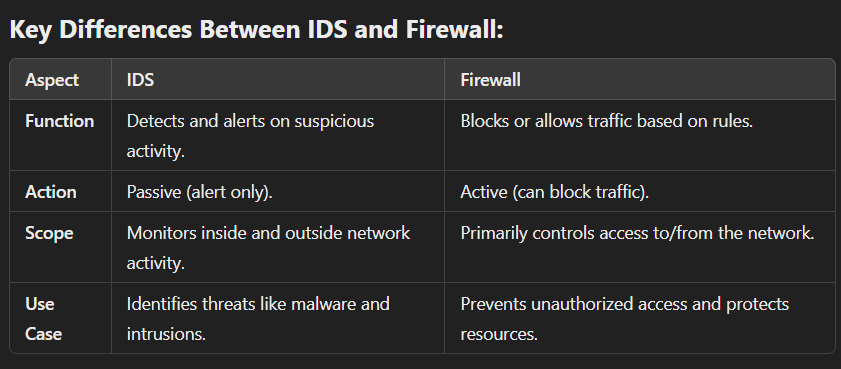 Key Differences Between IDS and Firewall:
Aspect IDS Firewall
Function Detects and alerts on suspicious activity. Blocks or allows traffic based on rules.
Action Passive (alert only). Active (can block traffic).
Scope Monitors inside and outside network activity. Primarily controls access to/from the network.
Use Case Identifies threats like malware and intrusions. Prevents unauthorized access and protects resources.